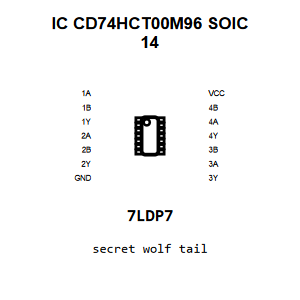 IC CD74HCT00M96 SOIC
14
1A VCC
1B 4B
1Y 4A
2A 4Y
2B 3B
2Y 3A
GND 3Y
7LDP7
secret wolf tail